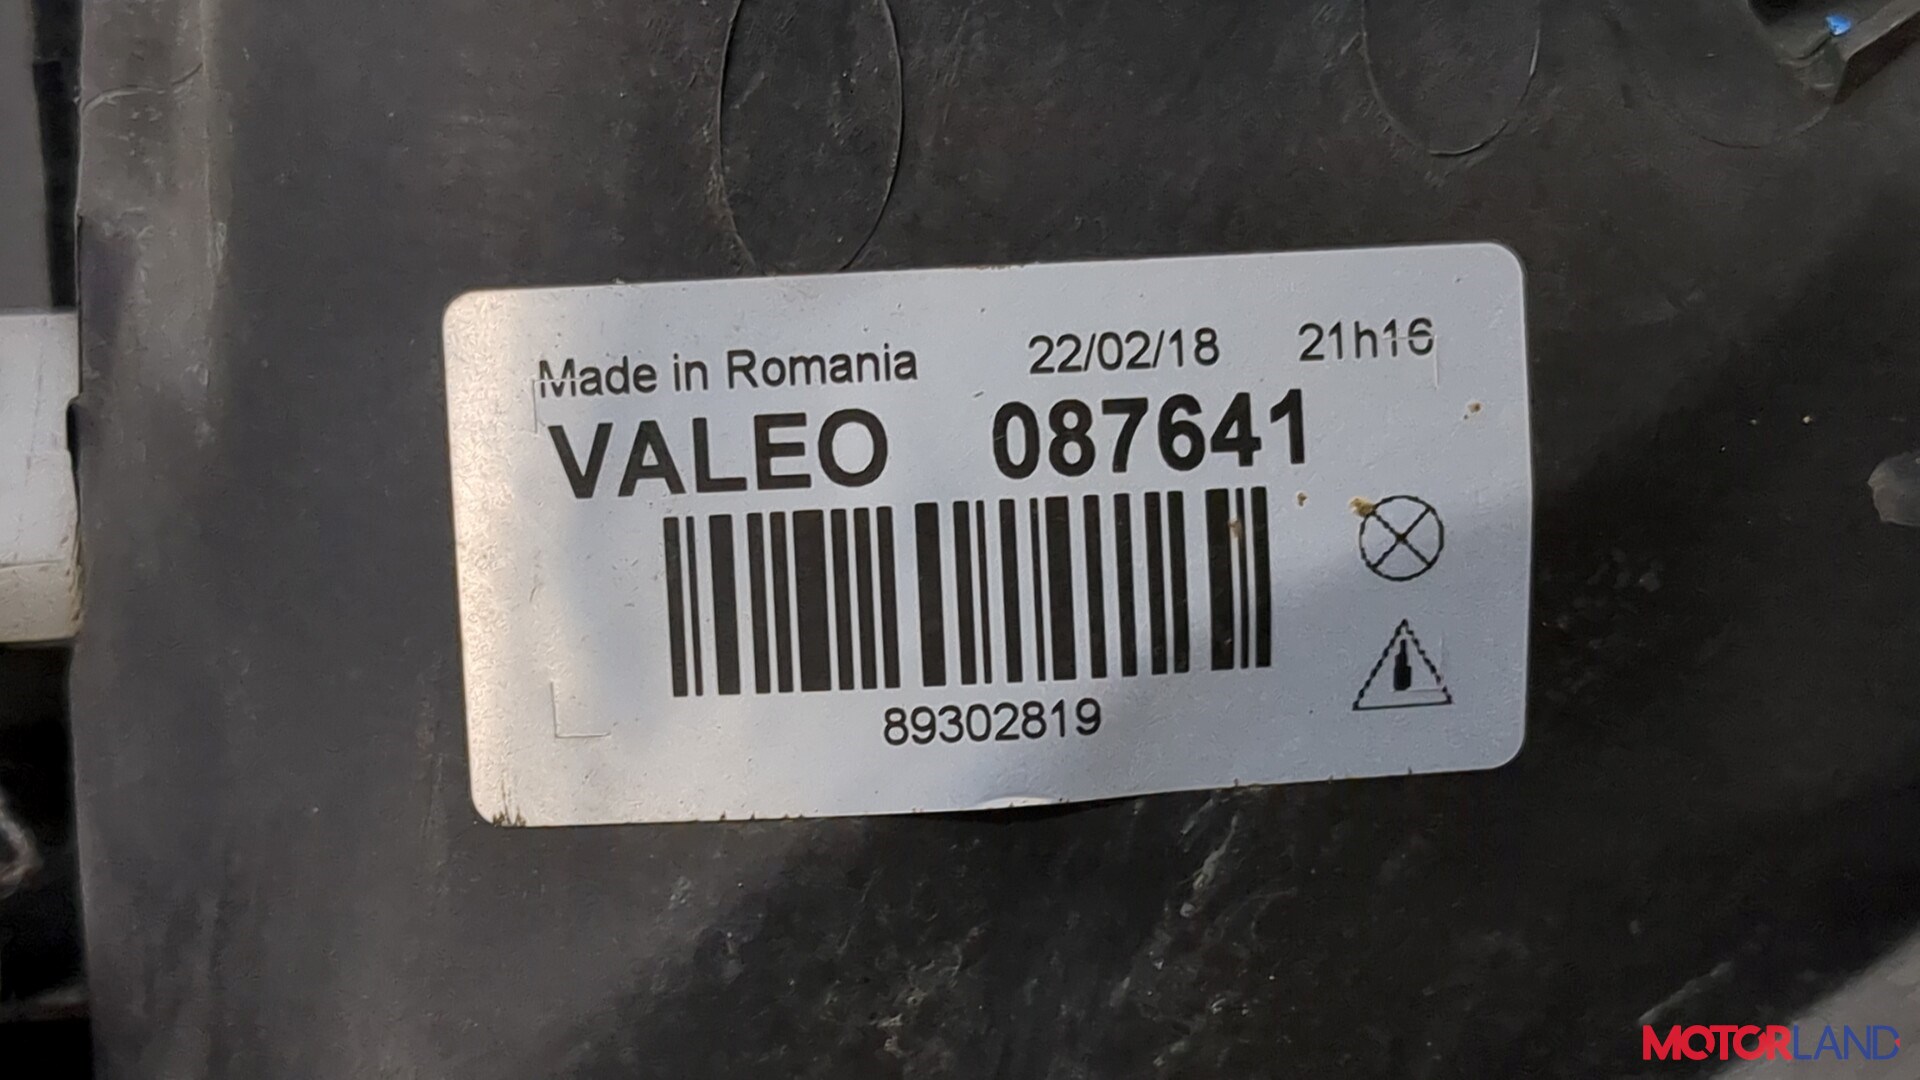 Made in Romania 22/02/18 21h16
VALEO 087641
89302819
MOTORLAND